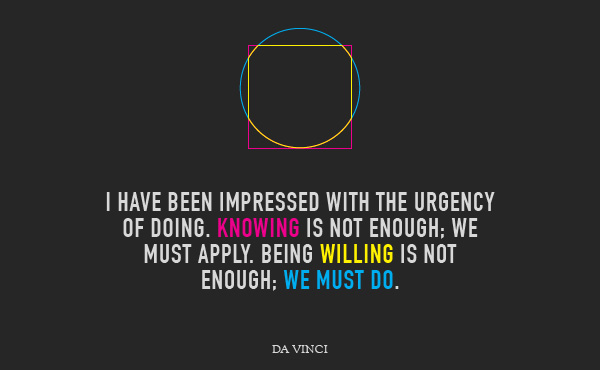 I HAVE BEEN IMPRESSED WITH THE URGENCY
OF DOING. KNOWING IS NOT ENOUGH; WE
MUST APPLY. BEING WILLING IS NOT
ENOUGH; WE MUST DO.
DA VINCI